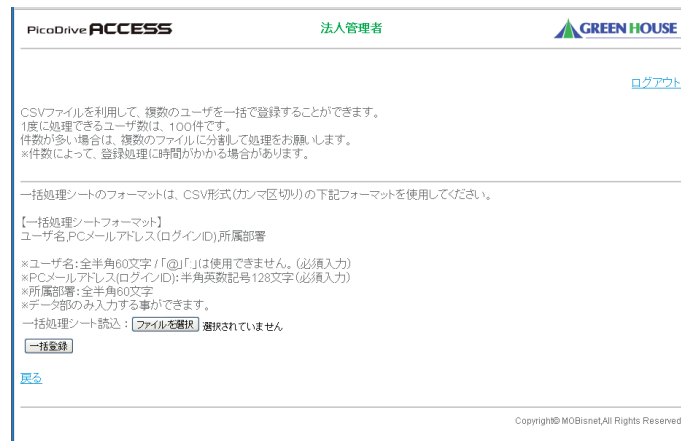 PicoDrive ACCESS 法人管理者 GREEN HOUSE
ログアウト
CSVファイルを利用して、複数のユーザを一括で登録することができます。
1度に処理できるユーザ数は、100件です。
件数が多い場合は、複数のファイルに分割して処理をお願いします。
※件数によって、登録処理に時間がかかる場合があります。
一括処理シートのフォーマットは、CSV形式(カンマ区切り)の下記フォーマットを使用してください。
【一括処理シートフォーマット】
ユーザ名,PCメールアドレス(ログインID),所属部署
※ユーザ名:全半角60文字 /「@」「:」は使用できません。(必須入力)
※PCメールアドレス(ログインID):半角英数記号128文字(必須入力)
※所属部署:全半角60文字
※データ部のみ入力する事ができます。
一括処理シート読込: ファイルを選択 選択されていません
一括登録
戻る
Copyright© MOBisnet,All Rights Reserved